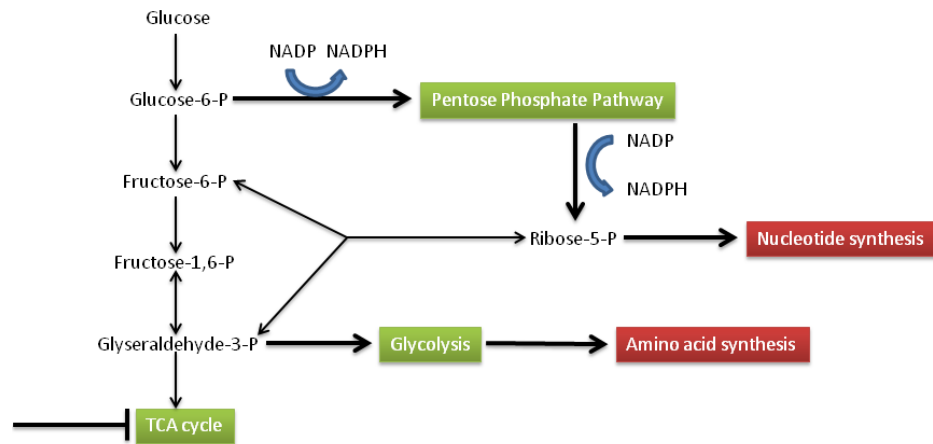 Glucose
NADP NADPH
Glucose-6-P
Pentose Phosphate Pathway
NADP
Fructose-6-P
NADPH
Ribose-5-P
Nucleotide synthesis
Fructose-1,6-P
Glyseraldehyde-3-P
Glycolysis
Amino acid synthesis
TCA cycle